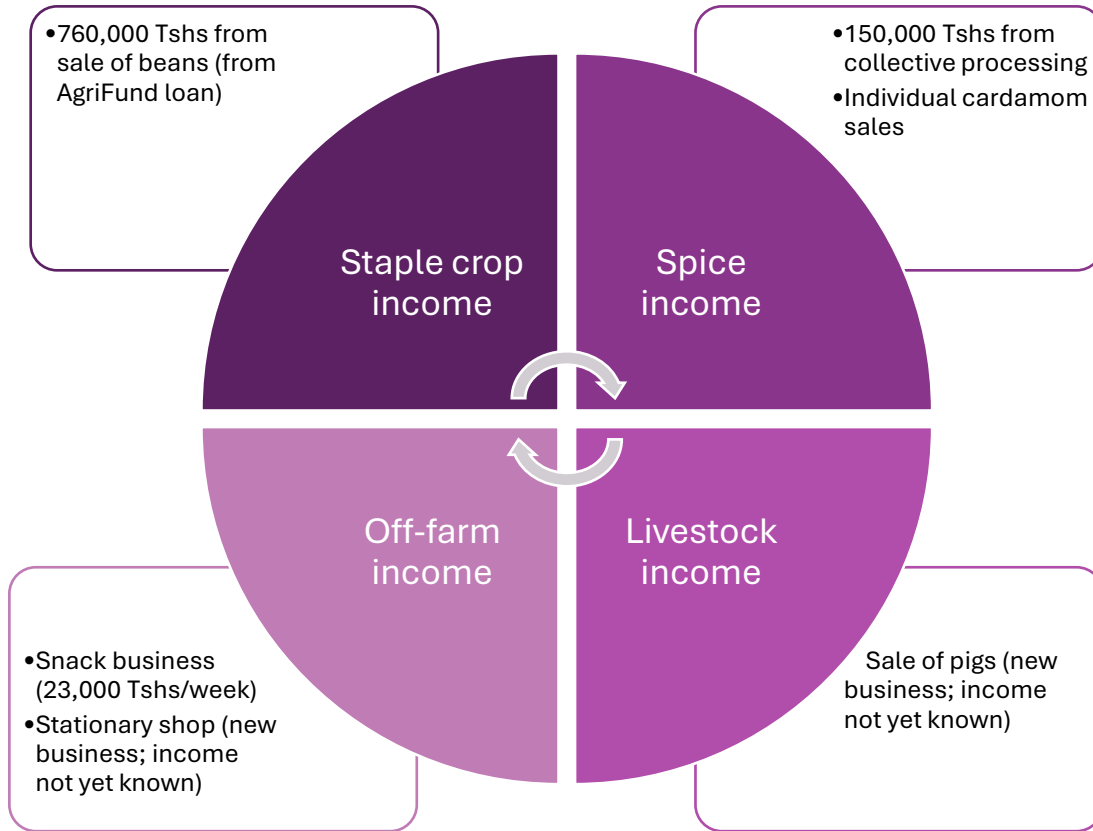 •760,000 Tshs from
sale of beans (from
AgriFund loan)
•150,000 Tshs from
collective processing
•Individual cardamom
sales
Staple crop
income
Spice
income
Off-farm
income
Livestock
income
•Snack business
(23,000 Tshs/week)
•Stationary shop (new
business; income
not yet known)
Sale of pigs (new
business; income
not yet known)